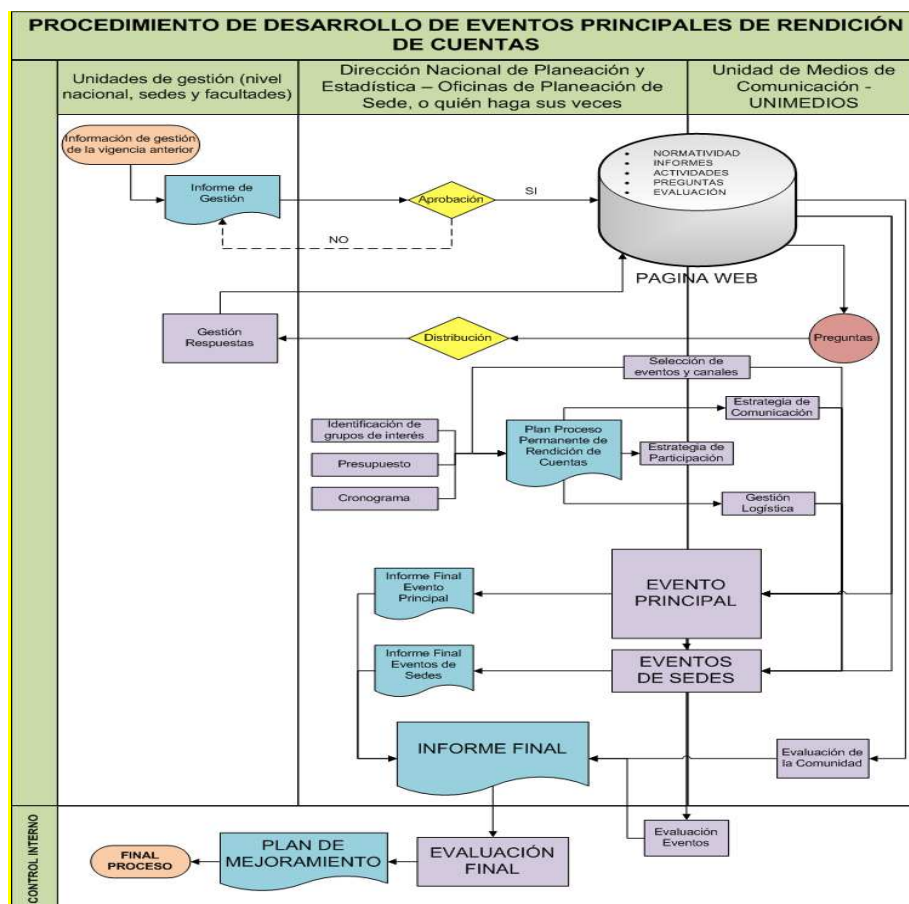 PROCEDIMIENTO DE DESARROLLO DE EVENTOS PRINCIPALES DE RENDICIÓN
DE CUENTAS
Unidades de gestión (nivel
nacional, sedes y facultades)
Dirección Nacional de Planeación y
Estadística – Oficinas de Planeación de
Sede, o quién haga sus veces
Unidad de Medios de
Comunicación -
UNIMEDIOS
Información de gestión
de la vigencia anterior
Informe de
Gestión
Aprobación
SI
NO
• NORMATIVIDAD
• INFORMES
• ACTIVIDADES
• PREGUNTAS
• EVALUACIÓN
PAGINA WEB
Gestión
Respuestas
Distribución
Preguntas
Selección de
eventos y canales
Identificación de
grupos de interés
Presupuesto
Cronograma
Plan Proceso
Permanente de
Rendición de
Cuentas
Estrategia de
Comunicación
Estrategia de
Participación
Gestión
Logística
Informe Final
Evento
Principal
EVENTO
PRINCIPAL
Informe Final
Eventos de
Sedes
EVENTOS
DE SEDES
INFORME FINAL
Evaluación de
la Comunidad
CONTROL INTERNO
FINAL
PROCESO
PLAN DE
MEJORAMIENTO
EVALUACIÓN
FINAL
Evaluación
Eventos